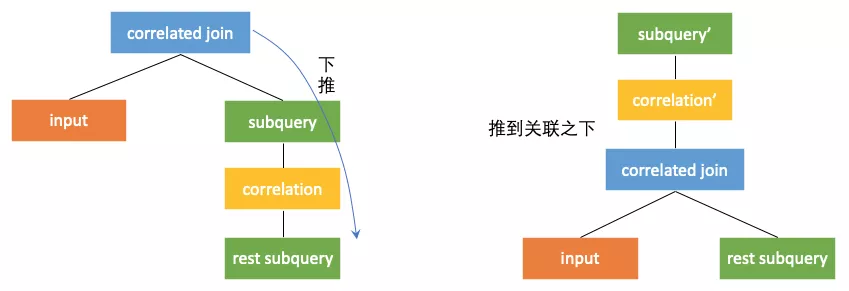 correlated join
下
推
input
subquery
correlation
rest subquery
subquery’
correlation’
推到关联之下
correlated join
input
rest subquery